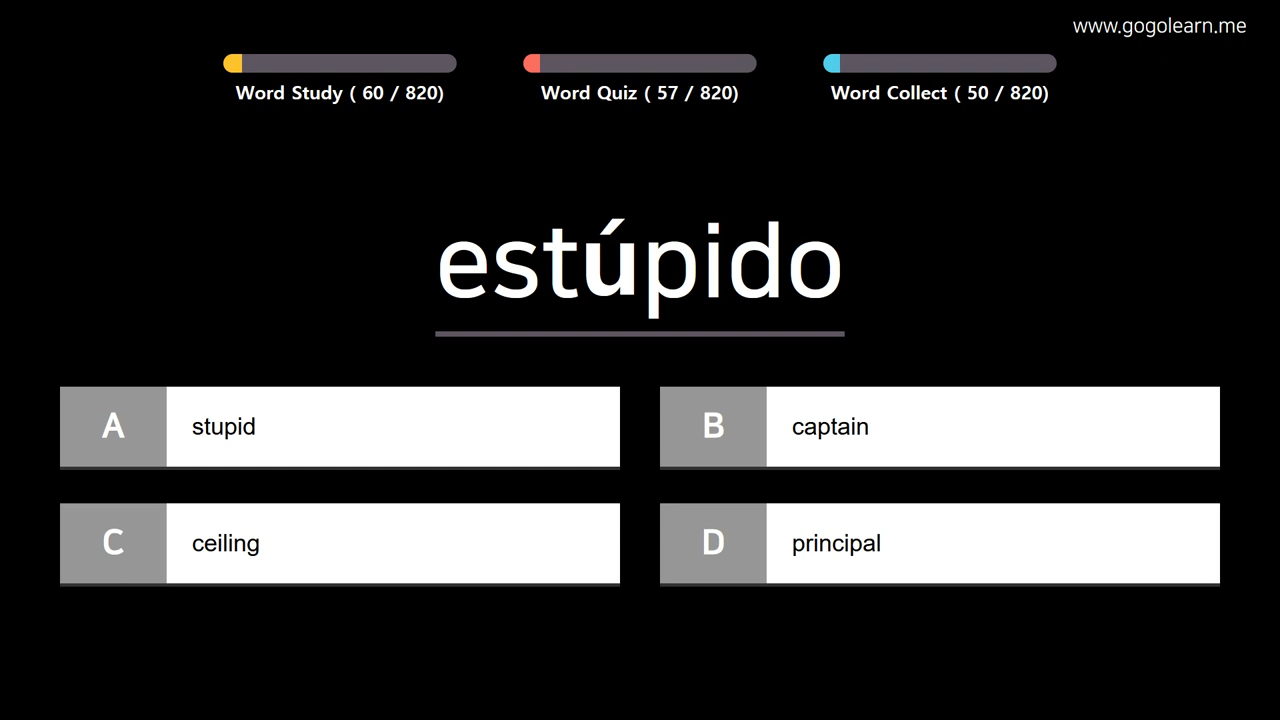 www.gogolearn.me
Word Study ( 60 / 820)
Word Quiz ( 57 / 820)
Word Collect ( 50 / 820)
estúpido
A stupid
B captain
C ceiling
D principal